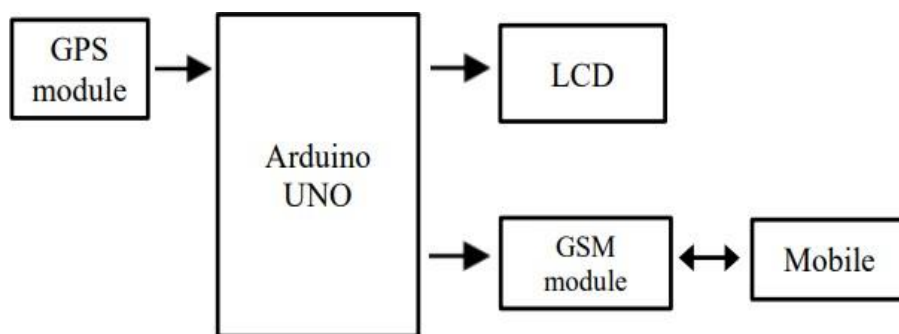 GPS
module
Arduino
UNO
LCD
GSM
module
Mobile